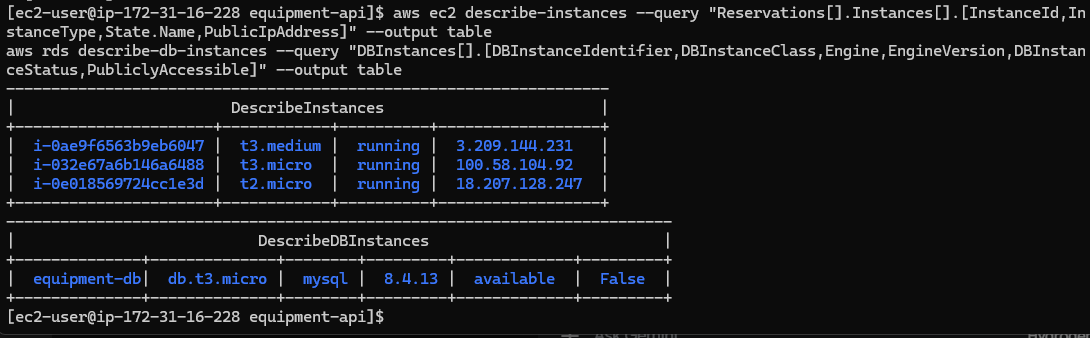 [ec2-user@ip-172-31-16-228 equipment-api]$ aws ec2 describe-instances --query "Reservations[].Instances[].[InstanceId,In
stanceType,State.Name,PublicIpAddress]" --output table
aws rds describe-db-instances --query "DBInstances[].[DBInstanceIdentifier,DBInstanceClass,Engine,EngineVersion,DBInstan
ceStatus,PubliclyAccessible]" --output table
-------------------------------------------------------------------
|                        DescribeInstances                        |
+----------------------+------------+----------+------------------+
|  i-0ae9f6563b9eb6047 |  t3.medium |  running |  3.209.144.231   |
|  i-032e67a6b146a6488 |  t3.micro  |  running |  100.58.104.92   |
|  i-0e018569724cc1e3d |  t2.micro  |  running |  18.207.128.247  |
+----------------------+------------+----------+------------------+
--------------------------------------------------------------------------
|                           DescribeDBInstances                          |
+--------------+--------------+--------+---------+-------------+---------+
|  equipment-db|  db.t3.micro |  mysql |  8.4.13 |  available  |  False  |
+--------------+--------------+--------+---------+-------------+---------+
[ec2-user@ip-172-31-16-228 equipment-api]$